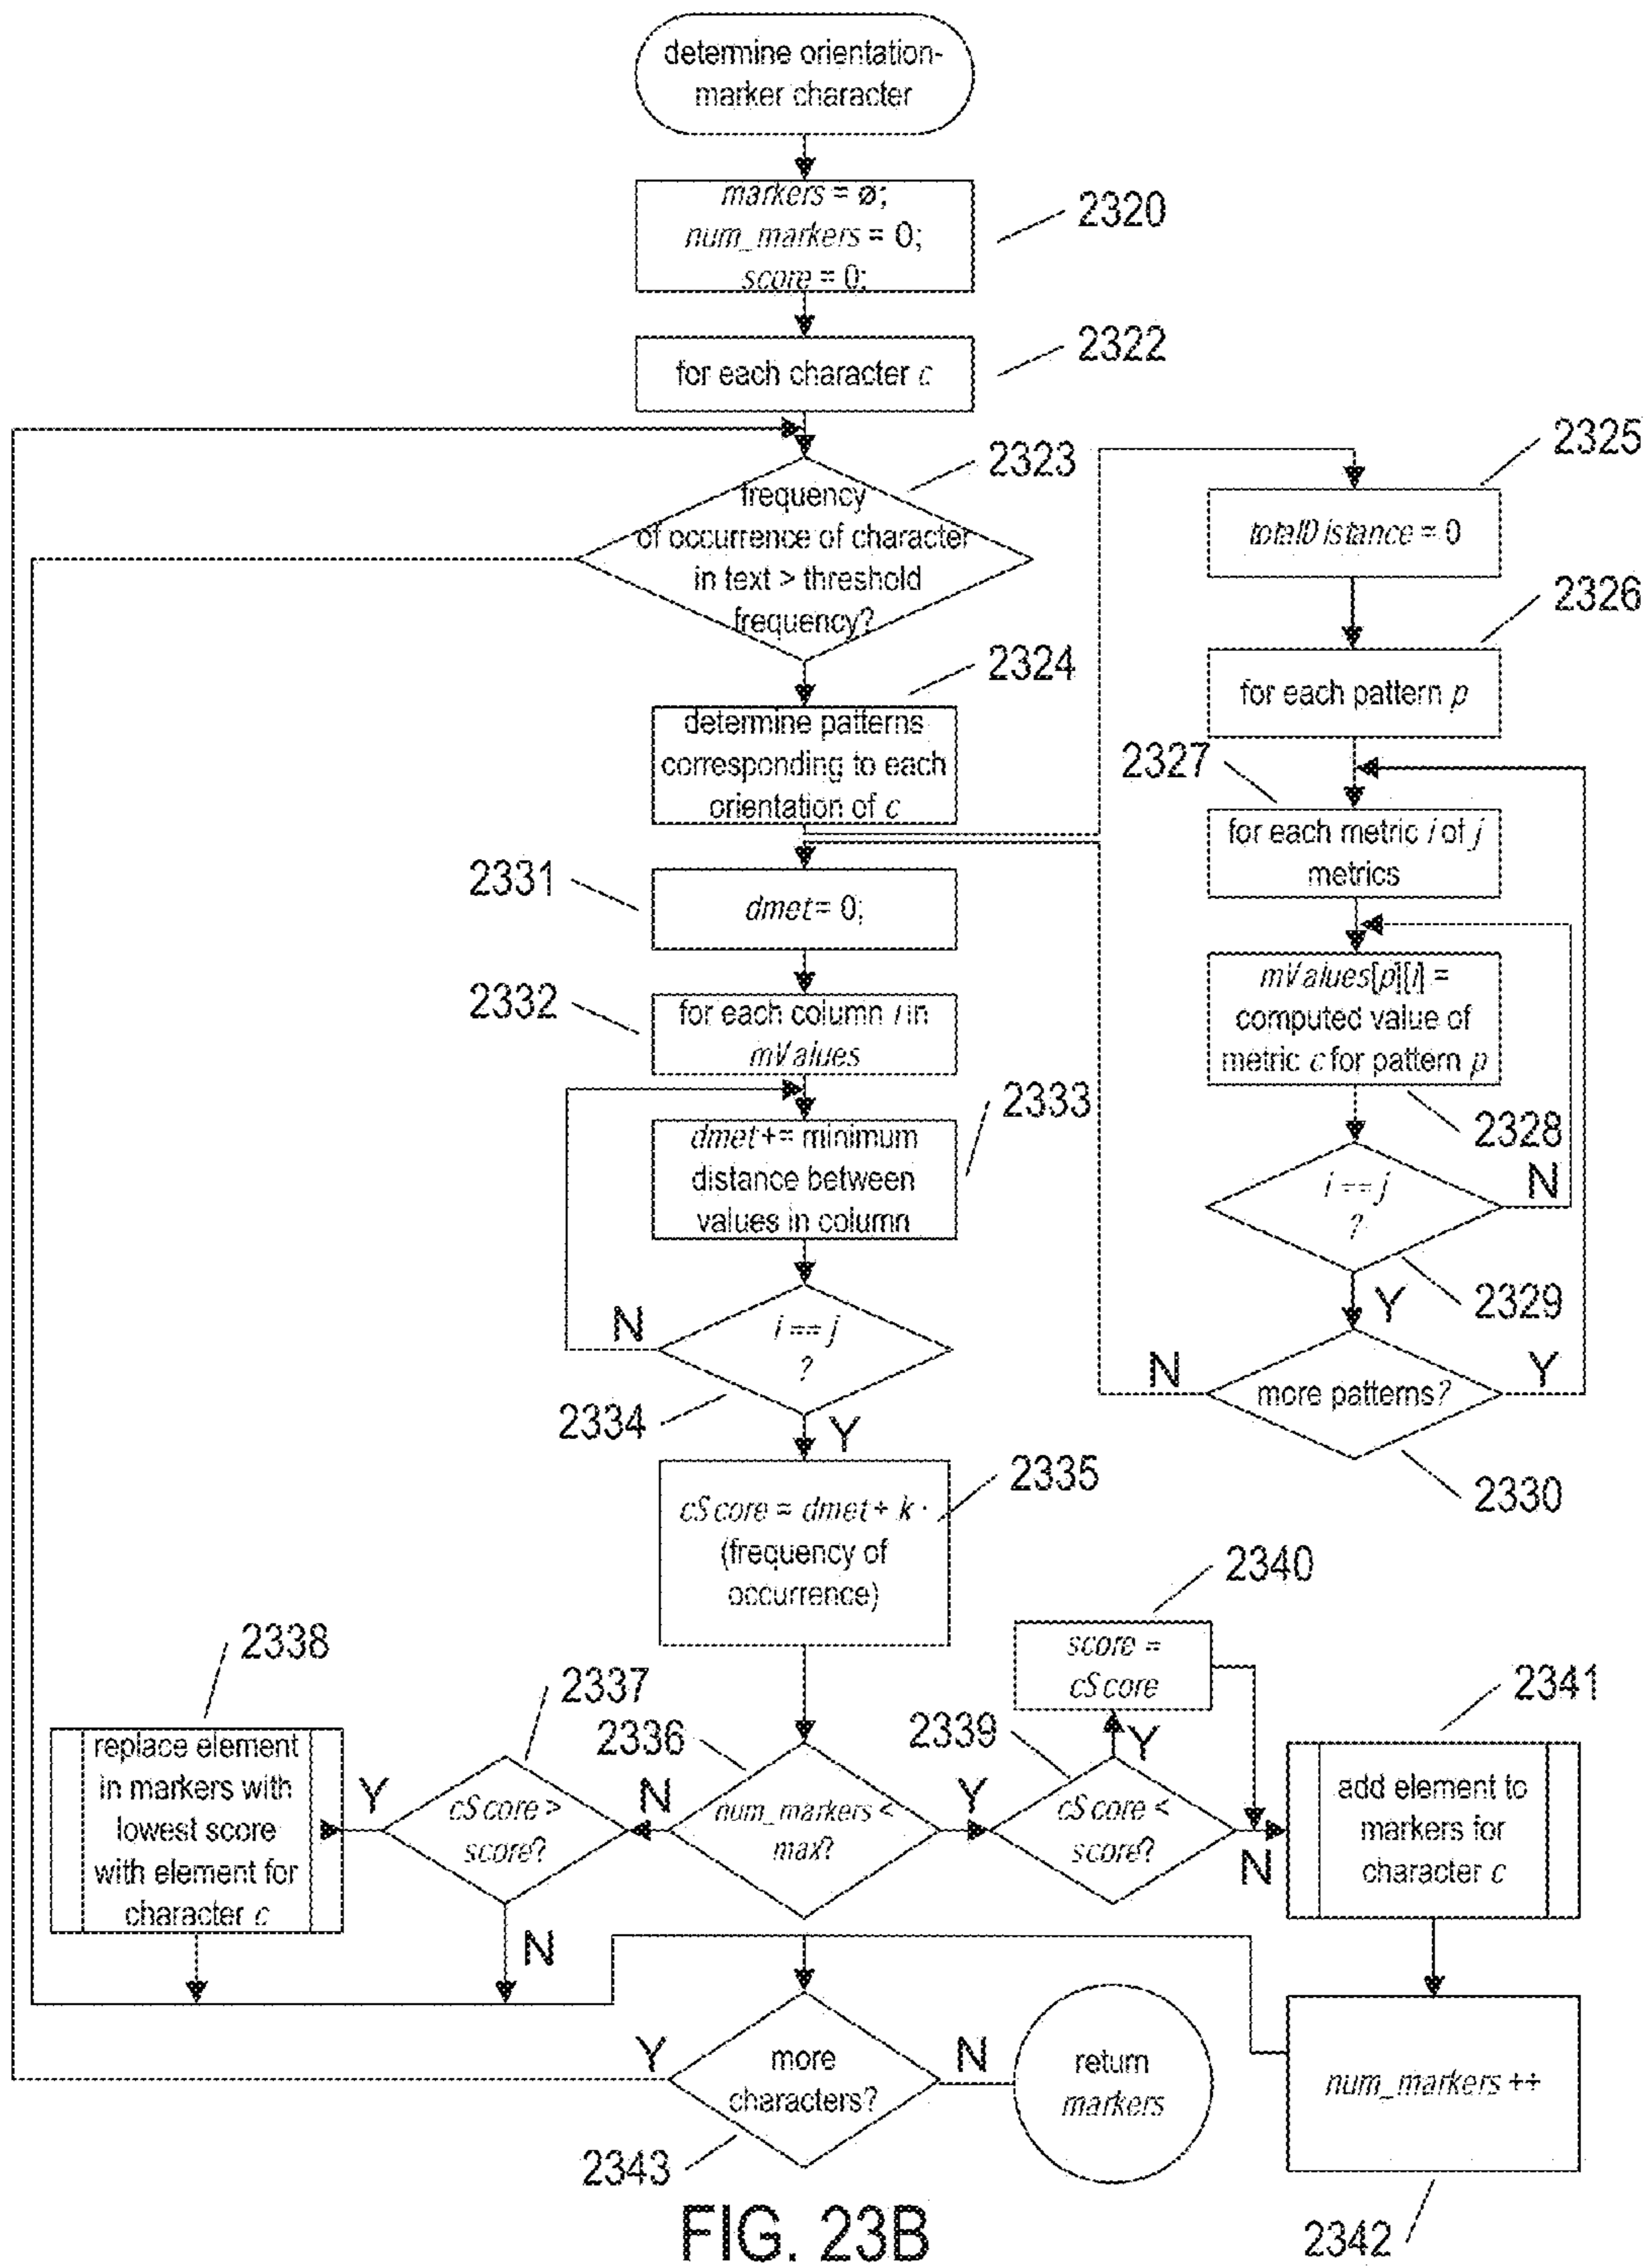 determine orientation-
marker character
markers = ø;
num_markers = 0;
score = 0;
2320
for each character c
2322
frequency
of occurrence of character
in text > threshold
frequency?
2323
determine patterns
corresponding to each
orientation of c
2324
totalDistance = 0
2325
for each pattern p
2326
2327
for each metric i of j
metrics
mValues[p][i] =
computed value of
metric c for pattern p
2328
i == j
?
N
Y
2329
more patterns?
N
Y
2330
2331
dmet = 0;
2332
for each column i in
mValues
2333
dmet += minimum
distance between
values in column
i == j
?
N
Y
2334
cScore = dmet + k ·
(frequency of
occurrence)
2335
2336
num_markers <
max?
N
Y
2337
cScore >
score?
Y
N
2338
replace element
in markers with
lowest score
with element for
character c
2339
cScore <
score?
Y
N
2340
score =
cScore
2341
add element to
markers for
character c
num_markers ++
2342
more
characters?
Y
N
2343
return
markers
FIG. 23B